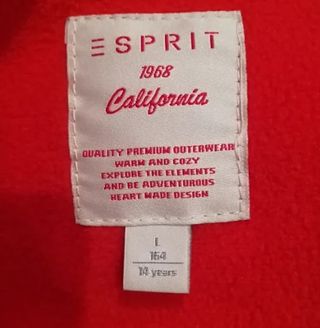 ESPRIT
1968
California
QUALITY PREMIUM OUTERWEAR
WARM AND COZY
EXPLORE THE ELEMENTS
AND BE ADVENTUROUS
HEART MADE DESIGN
L
164
14 years